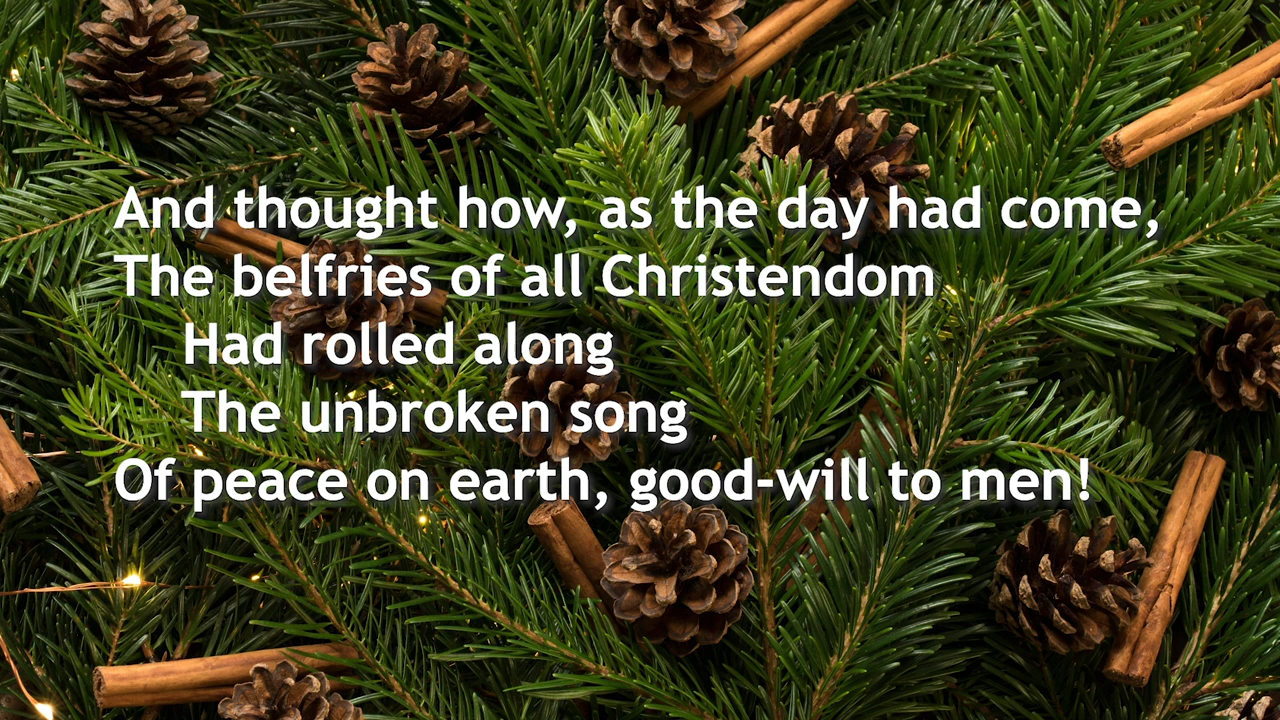 And thought how, as the day had come,
The belfries of all Christendom
Had rolled along
The unbroken song
Of peace on earth, good-will to men!